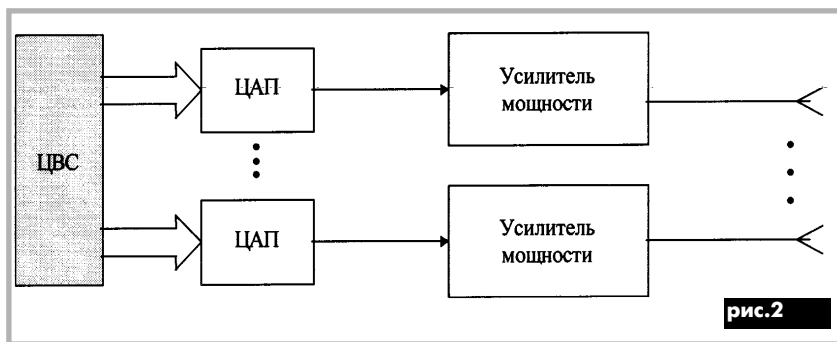 ЦВС
ЦАП
Усилитель
мощности
ЦАП
Усилитель
мощности
рис.2